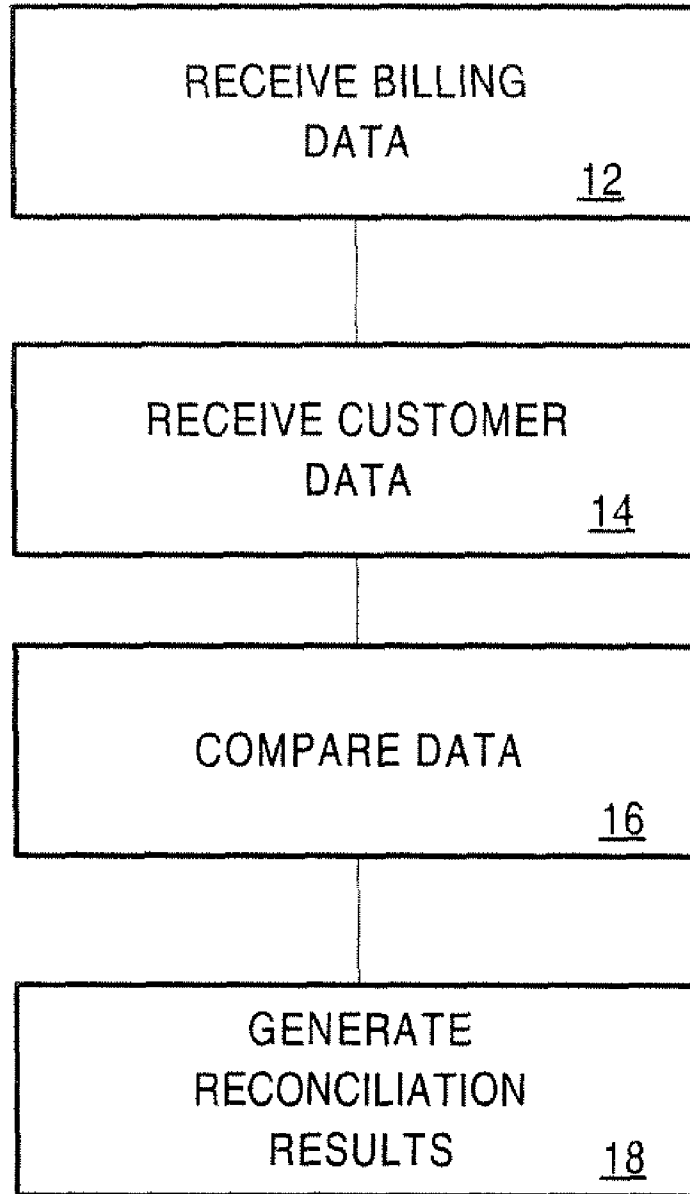 RECEIVE BILLING
DATA
12
RECEIVE CUSTOMER
DATA
14
COMPARE DATA
16
GENERATE
RECONCILIATION
RESULTS
18